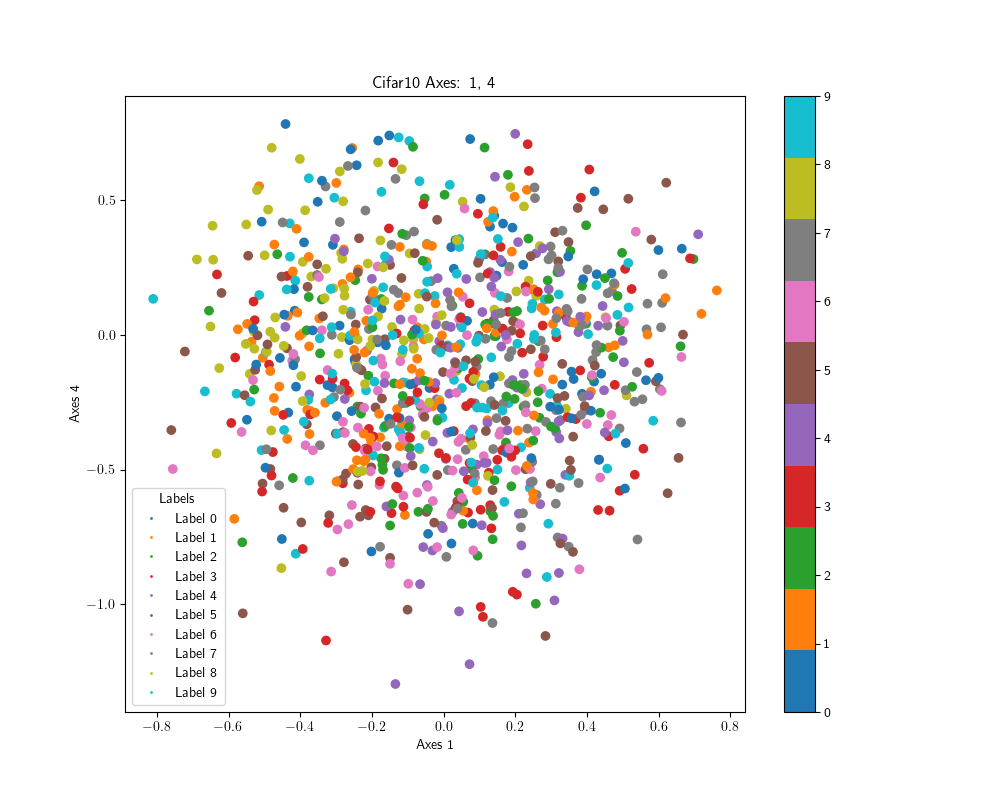 Cifar10 Axes: 1, 4
Axes 4
0.5
0.0
−0.5
−1.0
Labels
Label 0
Label 1
Label 2
Label 3
Label 4
Label 5
Label 6
Label 7
Label 8
Label 9
−0.8 −0.6 −0.4 −0.2 0.0 0.2 0.4 0.6 0.8
Axes 1
9
8
7
6
5
4
3
2
1
0